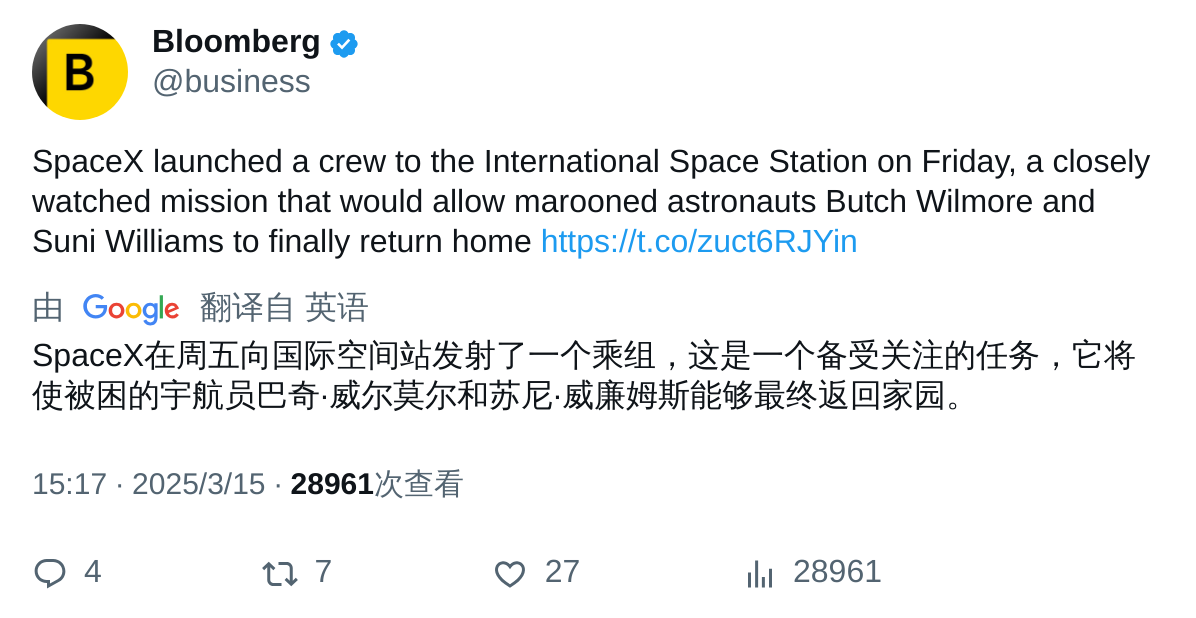 B
Bloomberg
@business
SpaceX launched a crew to the International Space Station on Friday, a closely
watched mission that would allow marooned astronauts Butch Wilmore and
Suni Williams to finally return home https://t.co/zuct6RJYin
由 Google 翻译自 英语
SpaceX在周五向国际空间站发射了一个乘组，这是一个备受关注的任务，它将
使被困的宇航员巴奇·威尔莫尔和苏尼·威廉姆斯能够最终返回家园。
15:17 · 2025/3/15 · 28961次查看
4 7 27 28961